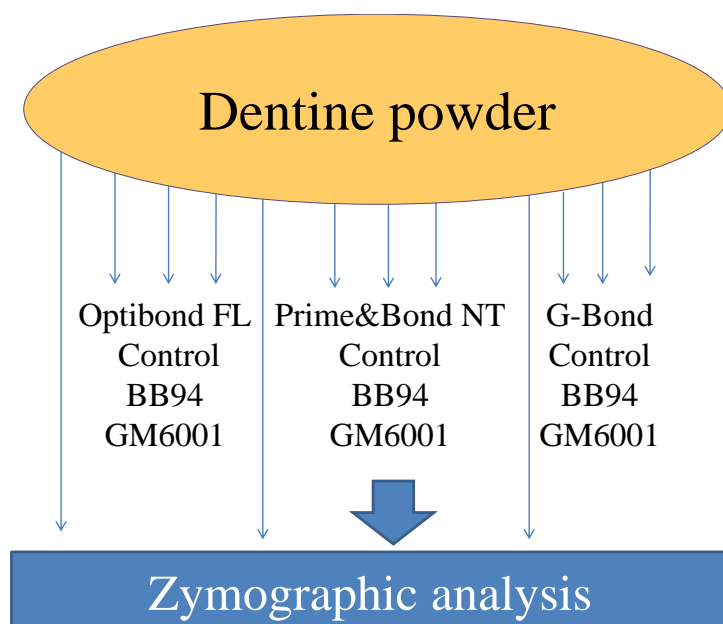 Dentine powder
Optibond FL
Control
BB94
GM6001
Prime&Bond NT
Control
BB94
GM6001
G-Bond
Control
BB94
GM6001
Zymographic analysis